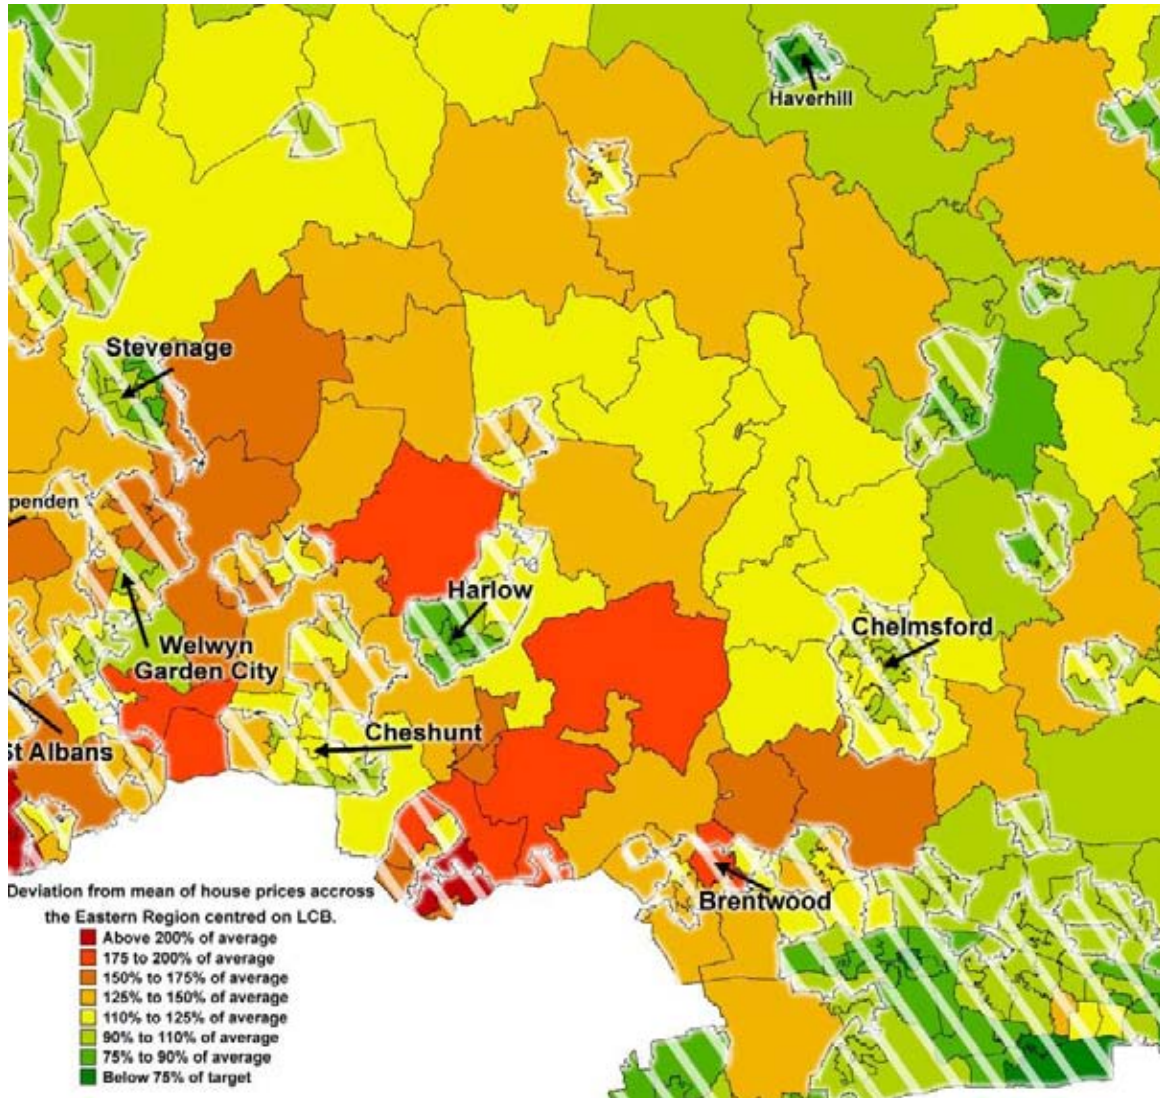 Haverhill
Stevenage
penden
Harlow
Welwyn
Garden City
Chelmsford
Cheshunt
St Albans
Brentwood
Deviation from mean of house prices accross
the Eastern Region centred on LCB.
Above 200% of average
175 to 200% of average
150% to 175% of average
125% to 150% of average
110% to 125% of average
90% to 110% of average
75% to 90% of average
Below 75% of target